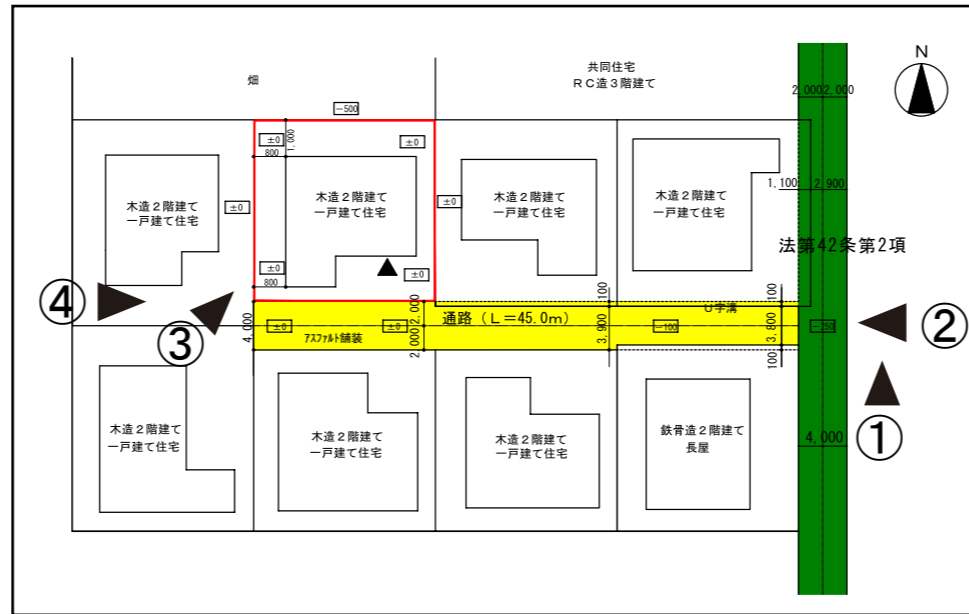 畑
共同住宅
ＲＣ造３階建て
N
2,000
2,000
-500
±0
1,000
±0
800
木造２階建て
一戸建て住宅
±0
木造２階建て
一戸建て住宅
±0
木造２階建て
一戸建て住宅
木造２階建て
一戸建て住宅
1,100
2,900
法第42条第2項
±0
800
±0
④
③
4,000
±0
アスファルト舗装
±0
2,000
2,000
通路（Ｌ＝45.0ｍ）
100
3,900
-100
Ｕ字溝
100
3,800
100
-250
②
①
4,000
木造２階建て
一戸建て住宅
木造２階建て
一戸建て住宅
木造２階建て
一戸建て住宅
鉄骨造２階建て
長屋